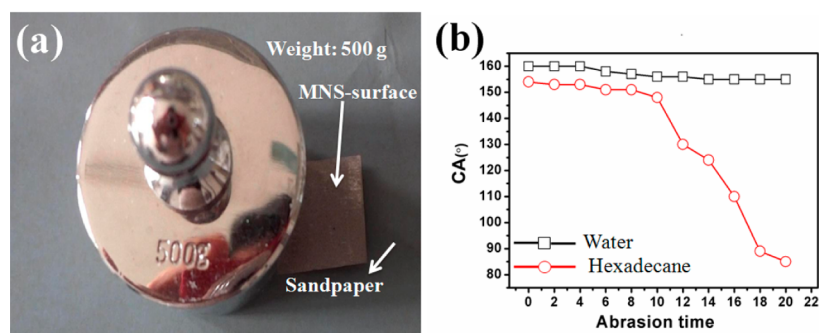 (a)
Weight: 500 g
MNS-surface
500g
Sandpaper
(b)
CA(o)
160
150
140
130
120
110
100
90
80
Water
Hexadecane
0 2 4 6 8 10 12 14 16 18 20 22
Abrasion time